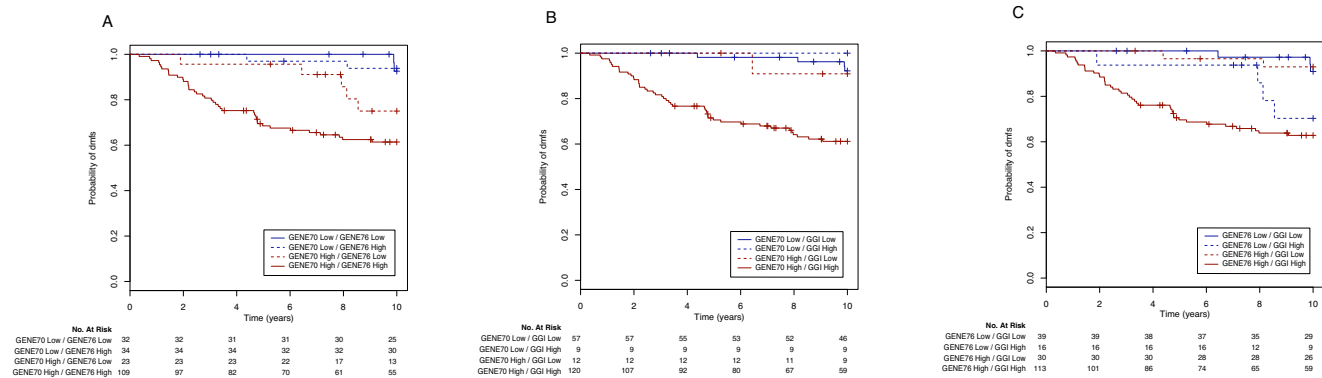 A
Probability of dmfs
0.0 0.2 0.4 0.6 0.8 1.0
GENE70 Low / GENE76 Low
GENE70 Low / GENE76 High
GENE70 High / GENE76 Low
GENE70 High / GENE76 High
0 2 4 6 8 10
Time (years)
No. At Risk
GENE70 Low / GENE76 Low 32 32 31 31 30 25
GENE70 Low / GENE76 High 34 34 34 32 32 30
GENE70 High / GENE76 Low 23 23 23 22 17 13
GENE70 High / GENE76 High 109 97 82 70 61 55
B
Probability of dmfs
0.0 0.2 0.4 0.6 0.8 1.0
GENE70 Low / GGI Low
GENE70 Low / GGI High
GENE70 High / GGI Low
GENE70 High / GGI High
0 2 4 6 8 10
Time (years)
No. At Risk
GENE70 Low / GGI Low 57 57 55 53 52 46
GENE70 Low / GGI High 9 9 9 9 9 9
GENE70 High / GGI Low 12 12 12 12 11 9
GENE70 High / GGI High 120 107 92 80 67 59
C
Probability of dmfs
0.0 0.2 0.4 0.6 0.8 1.0
GENE76 Low / GGI Low
GENE76 Low / GGI High
GENE76 High / GGI Low
GENE76 High / GGI High
0 2 4 6 8 10
Time (years)
No. At Risk
GENE76 Low / GGI Low 39 39 38 37 35 29
GENE76 Low / GGI High 16 16 16 16 12 9
GENE76 High / GGI Low 30 30 30 28 28 26
GENE76 High / GGI High 113 101 86 74 65 59